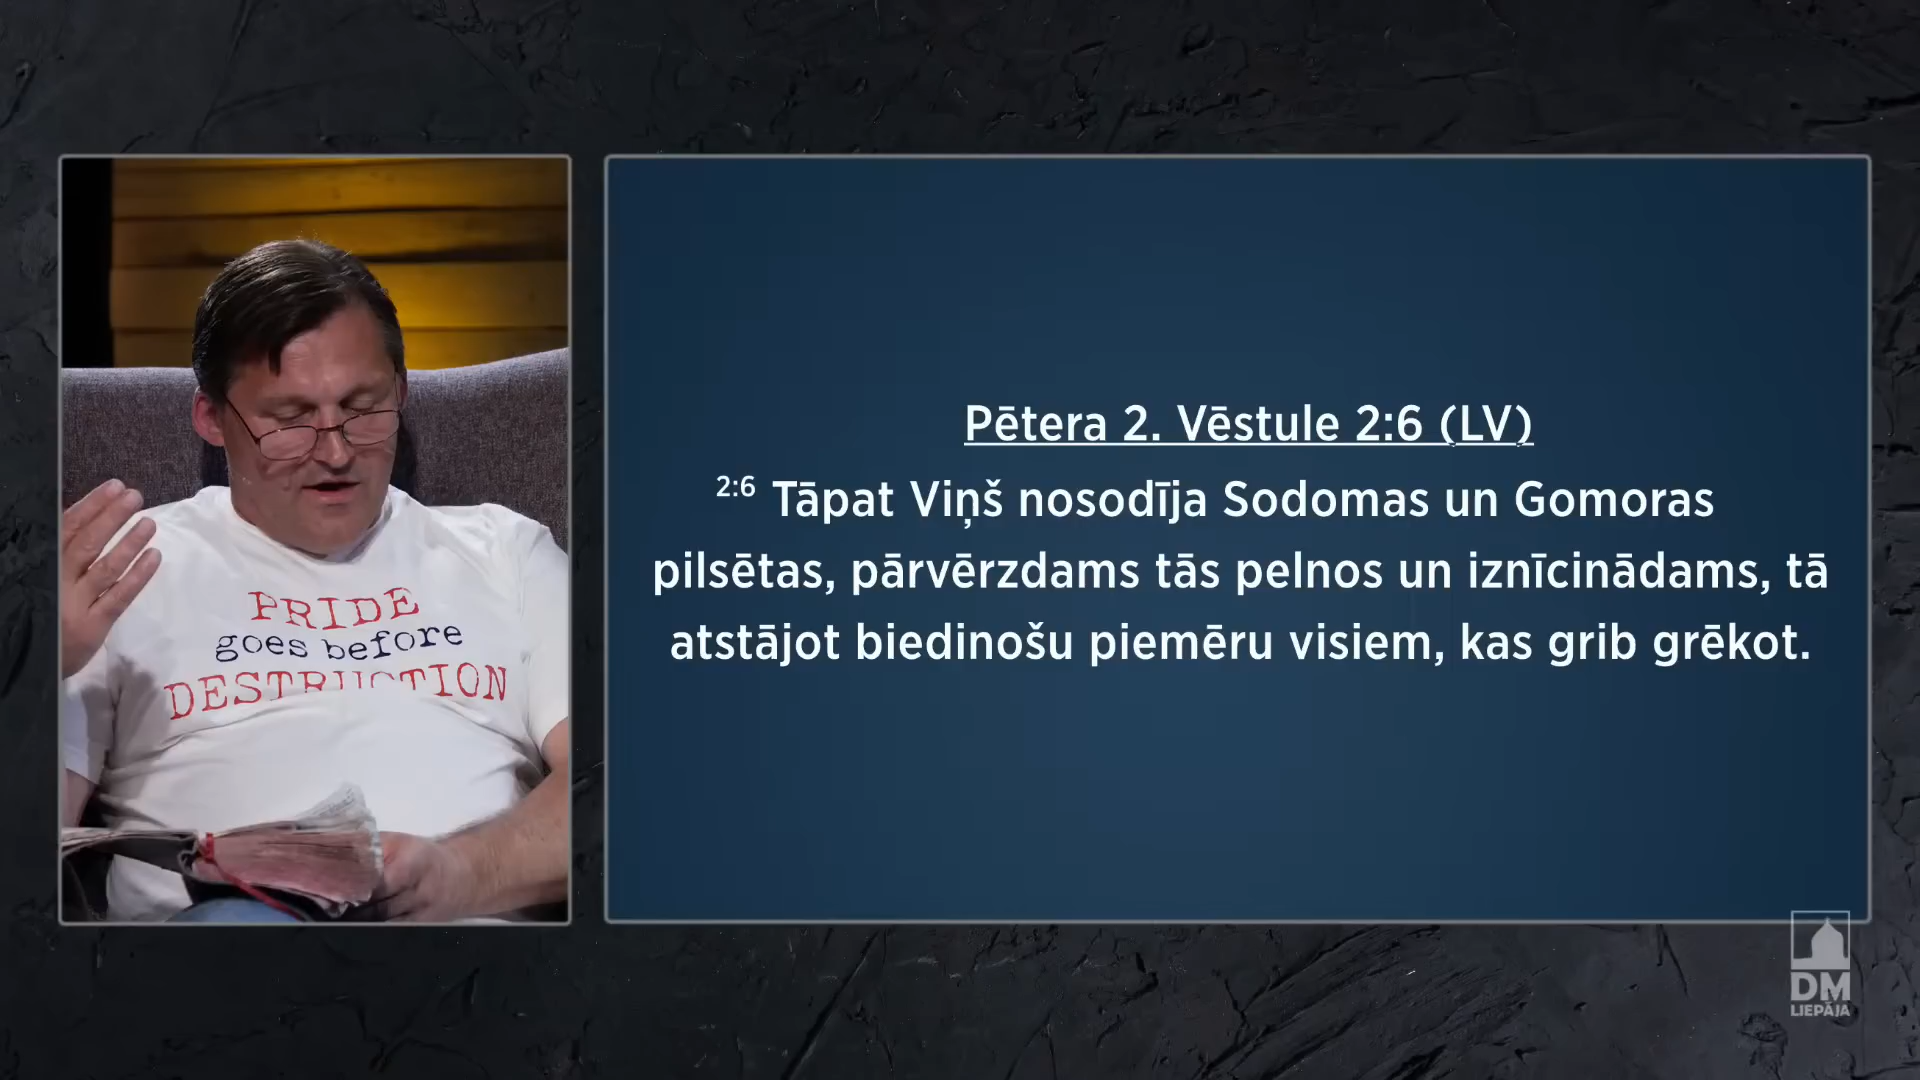 PRIDE
goes before
DESTRUCTION
Pētera 2. Vēstule 2:6 (LV)
2:6 Tāpat Viņš nosodīja Sodomas un Gomoras
pilsētas, pārvērzdams tās pelnos un iznīcinādams, tā
atstājot biedinošu piemēru visiem, kas grib grēkot.
DM
LIEPĀJA